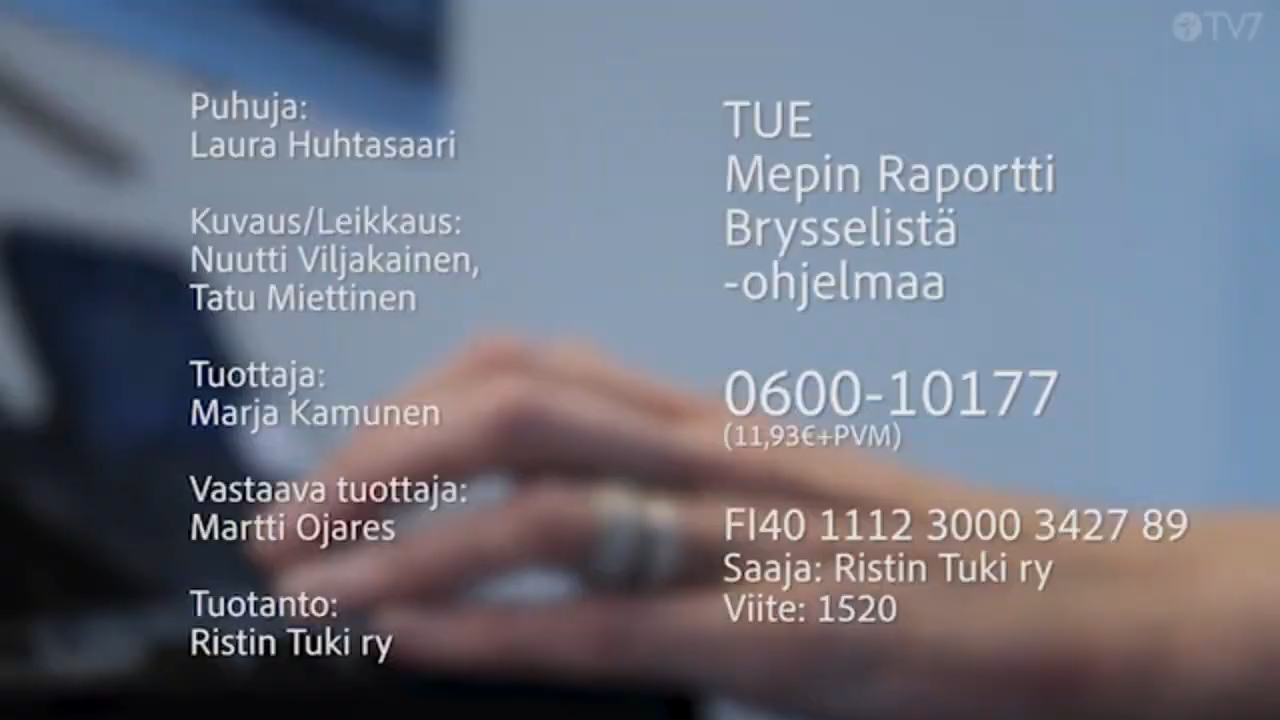 TV7
Puhuja:
Laura Huhtasaari
Kuvaus/Leikkaus:
Nuutti Viljakainen,
Tatu Miettinen
Tuottaja:
Marja Kamunen
Vastaava tuottaja:
Martti Ojares
Tuotanto:
Ristin Tuki ry
TUE
Mepin Raportti
Brysselistä
-ohjelmaa
0600-10177
(11,93€+PVM)
FI40 1112 3000 3427 89
Saaja: Ristin Tuki ry
Viite: 1520